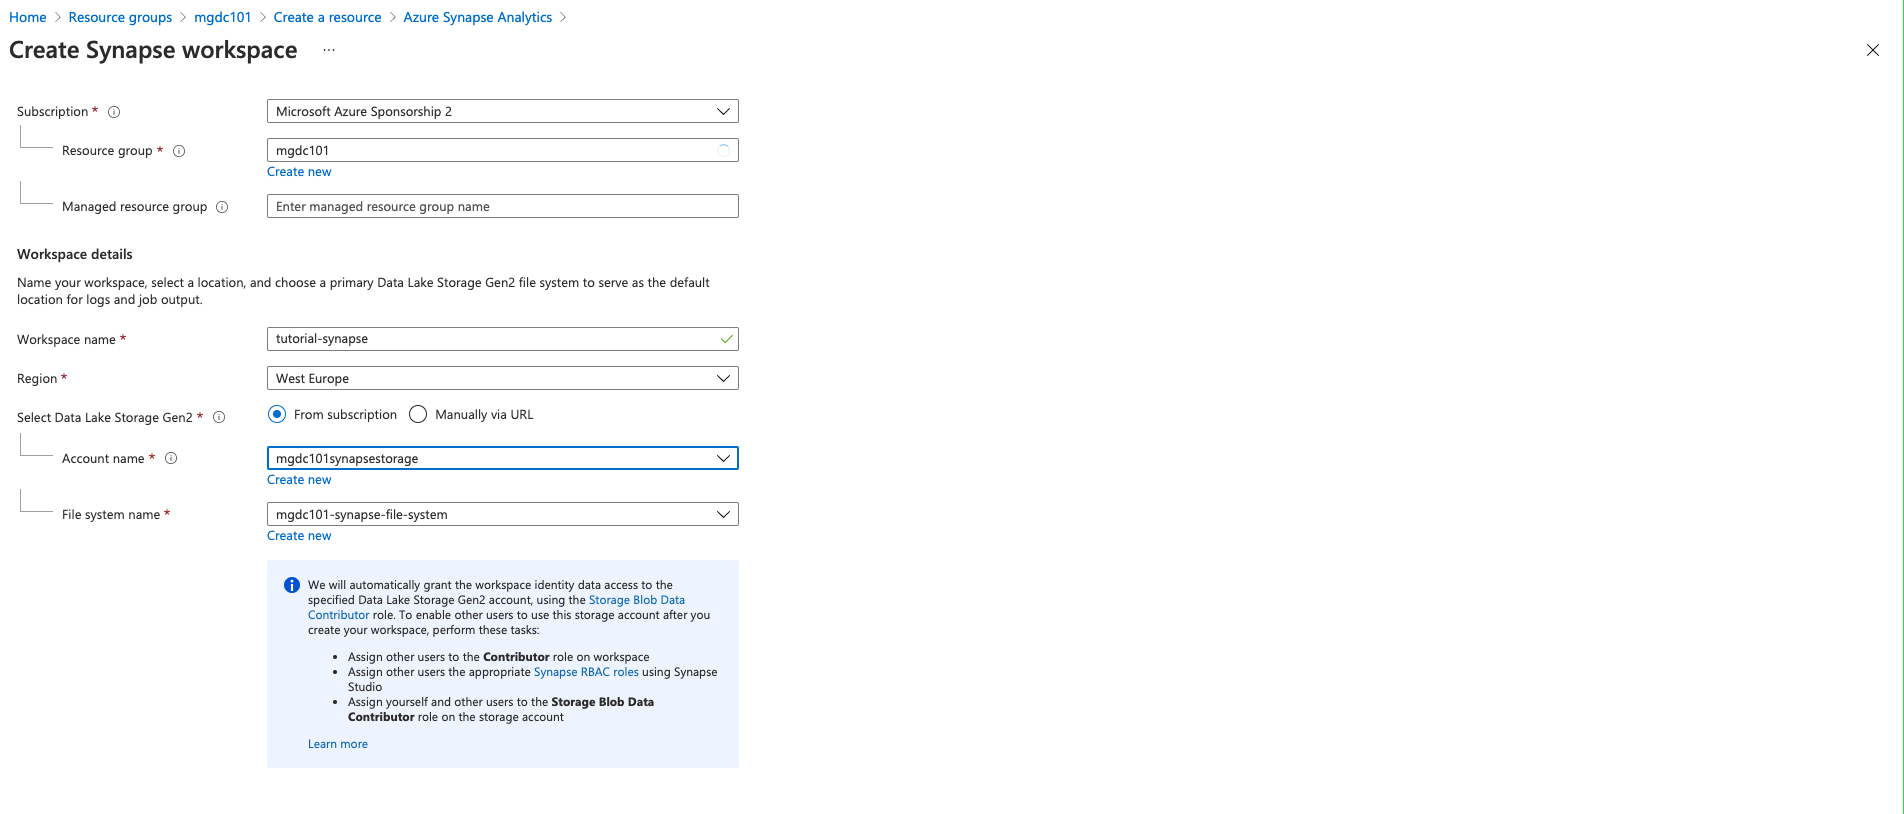 Home > Resource groups > mgdc101 > Create a resource > Azure Synapse Analytics >
Create Synapse workspace ...
Subscription *
Microsoft Azure Sponsorship 2
Resource group *
mgdc101
Create new
Managed resource group
Enter managed resource group name
Workspace details
Name your workspace, select a location, and choose a primary Data Lake Storage Gen2 file system to serve as the default
location for logs and job output.
Workspace name *
tutorial-synapse
Region *
West Europe
Select Data Lake Storage Gen2 *
From subscription
Manually via URL
Account name *
mgdc101synapsestorage
Create new
File system name *
mgdc101-synapse-file-system
Create new
We will automatically grant the workspace identity data access to the
specified Data Lake Storage Gen2 account, using the Storage Blob Data
Contributor role. To enable other users to use this storage account after you
create your workspace, perform these tasks:
• Assign other users to the Contributor role on workspace
• Assign other users the appropriate Synapse RBAC roles using Synapse
Studio
• Assign yourself and other users to the Storage Blob Data
Contributor role on the storage account
Learn more